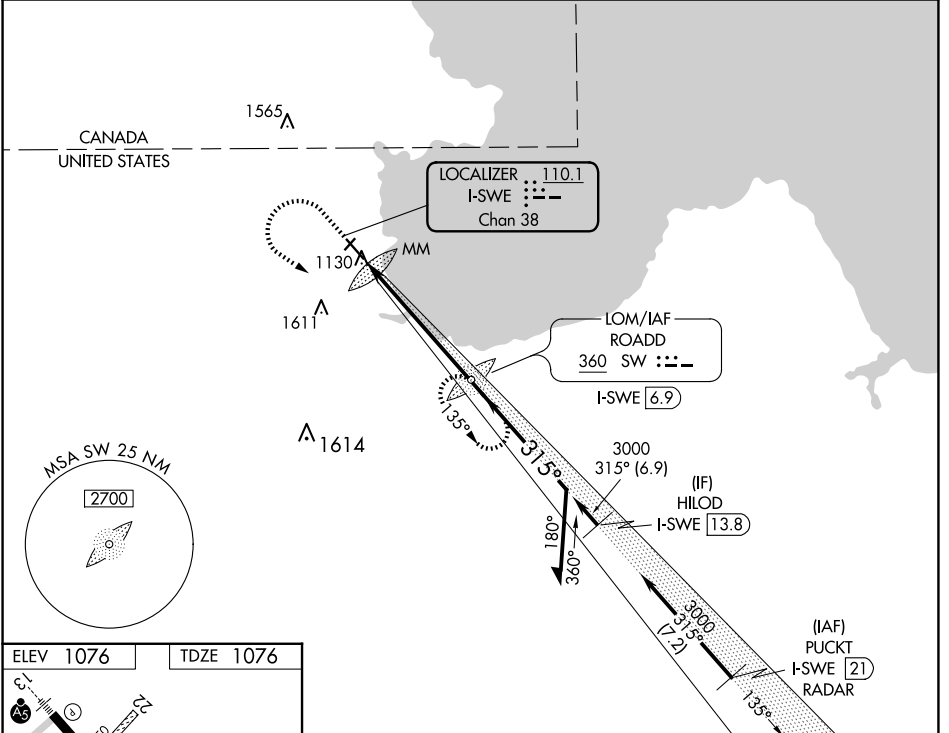 1565
CANADA
UNITED STATES
LOCALIZER 110.1
I-SWE
Chan 38
MM
1130
1611
LOM/IAF
ROADD
360 SW
I-SWE 6.9
135°
1614
315°
3000
315° (6.9)
(IF)
HILOD
I-SWE 13.8
MSA SW 25 NM
2700
180°
360°
3000
315°
(7.2)
(IAF)
PUCKT
I-SWE 21
RADAR
135°
ELEV 1076
TDZE 1076
13
A5
P
22